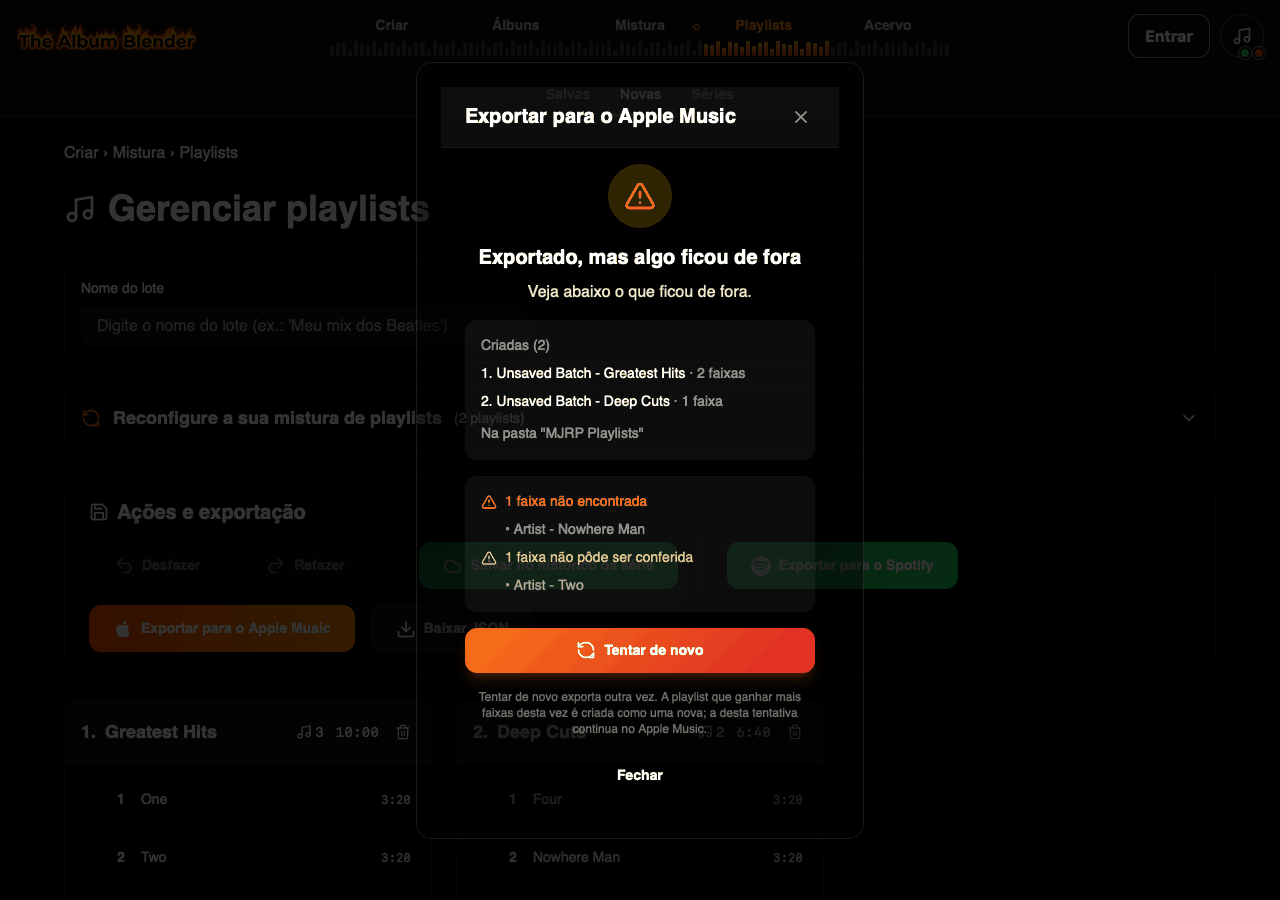 The Album Blender
Criar
Álbuns
Mistura
Playlists
Acervo
Entrar
Salvas
Novas
Séries
Exportar para o Apple Music
Criar › Mistura › Playlists
Gerenciar playlists
Exportado, mas algo ficou de fora
Veja abaixo o que ficou de fora.
Nome do lote
Digite o nome do lote (ex.: 'Meu mix dos Beatles')
Criadas (2)
1. Unsaved Batch - Greatest Hits · 2 faixas
2. Unsaved Batch - Deep Cuts · 1 faixa
Na pasta "MJRP Playlists"
Reconfigure a sua mistura de playlists (2 playlists)
Ações e exportação
1 faixa não encontrada
• Artist - Nowhere Man
1 faixa não pôde ser conferida
• Artist - Two
Desfazer
Refazer
Salvar no histórico da série
Exportar para o Spotify
Exportar para o Apple Music
Baixar JSON
Tentar de novo
Tentar de novo exporta outra vez. A playlist que ganhar mais
faixas desta vez é criada como uma nova; a desta tentativa
continua no Apple Music.
Fechar
1. Greatest Hits
3 10:00
2. Deep Cuts
2 6:40
1 One 3:20
2 Two 3:20
1 Four 3:20
2 Nowhere Man 3:20